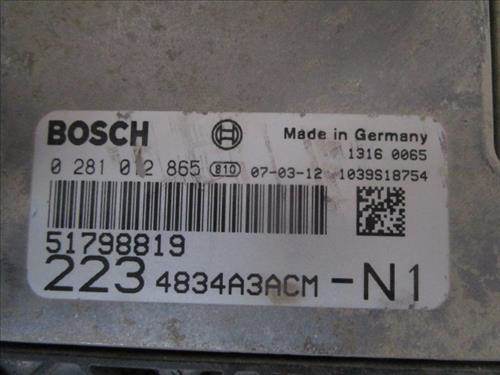 BOSCH Made in Germany
1316 0065
0 281 012 865 810 07-03-12 1039S18754
51798819
223 4834A3ACM -N1